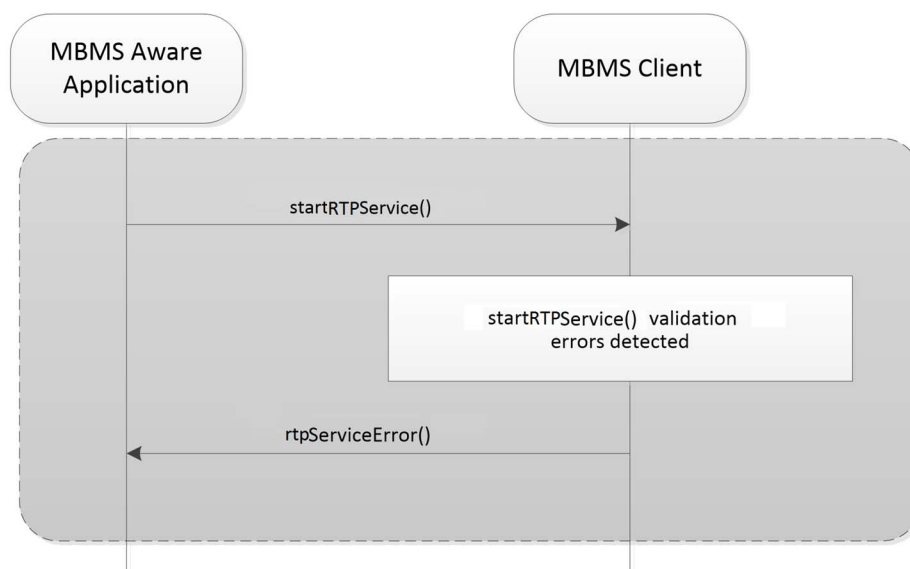 MBMS Aware
Application
MBMS Client
startRTPService()
startRTPService() validation
errors detected
rtpServiceError()